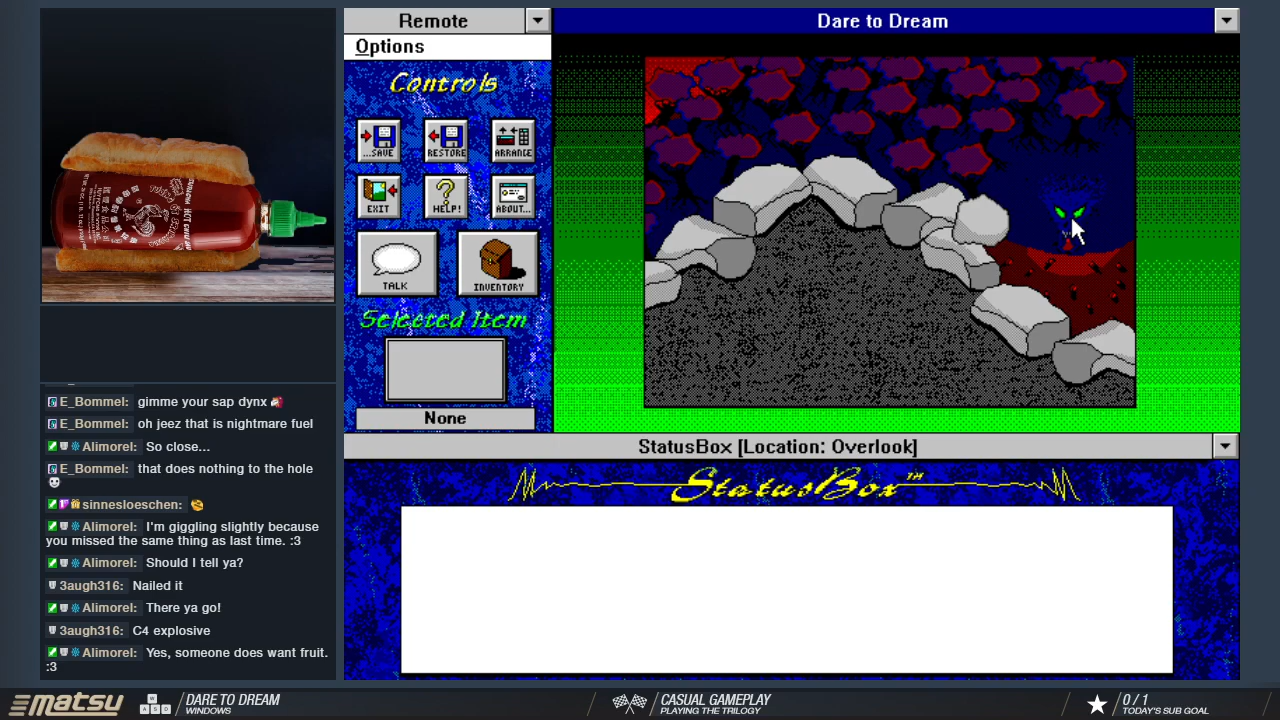 Remote
Dare to Dream
Options
Controls
...SAVE
RESTORE
ARRANGE
EXIT
HELP!
ABOUT...
TALK
INVENTORY
Selected Item
None
StatusBox [Location: Overlook]
StatusBox™
E_Bommel: gimme your sap dynx
E_Bommel: oh jeez that is nightmare fuel
Alimorel: So close...
E_Bommel: that does nothing to the hole
sinnesloeschen:
Alimorel: I'm giggling slightly because
you missed the same thing as last time. :3
Alimorel: Should I tell ya?
3augh316: Nailed it
Alimorel: There ya go!
3augh316: C4 explosive
Alimorel: Yes, someone does want fruit.
:3
matsu
W
A S D
DARE TO DREAM
WINDOWS
CASUAL GAMEPLAY
PLAYING THE TRILOGY
0 / 1
TODAY'S SUB GOAL